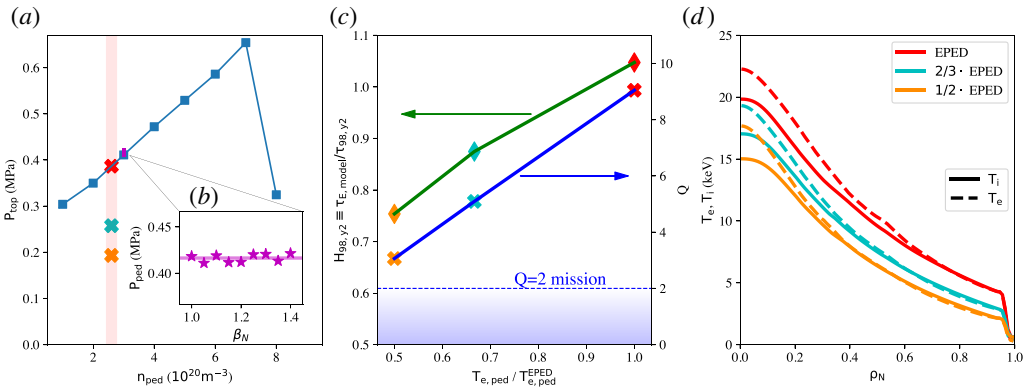 (a)
P_top (MPa)
0.6
0.5
0.4
0.3
0.2
0.1
0.0
2
4
6
8
n_ped (10^20 m^−3)
(b)
P_ped (MPa)
0.45
0.40
1.0
1.2
1.4
β_N
(c)
H_98,y2 ≡ τ_E,model/τ_98,y2
1.1
1.0
0.9
0.8
0.7
0.6
0.5
Q=2 mission
0.5
0.6
0.7
0.8
0.9
1.0
T_e,ped / T_e,ped^EPED
Q
10
8
6
4
2
0
(d)
T_e, T_i (keV)
25
20
15
10
5
0
EPED
2/3· EPED
1/2· EPED
T_i
T_e
0.0
0.2
0.4
0.6
0.8
1.0
ρ_N